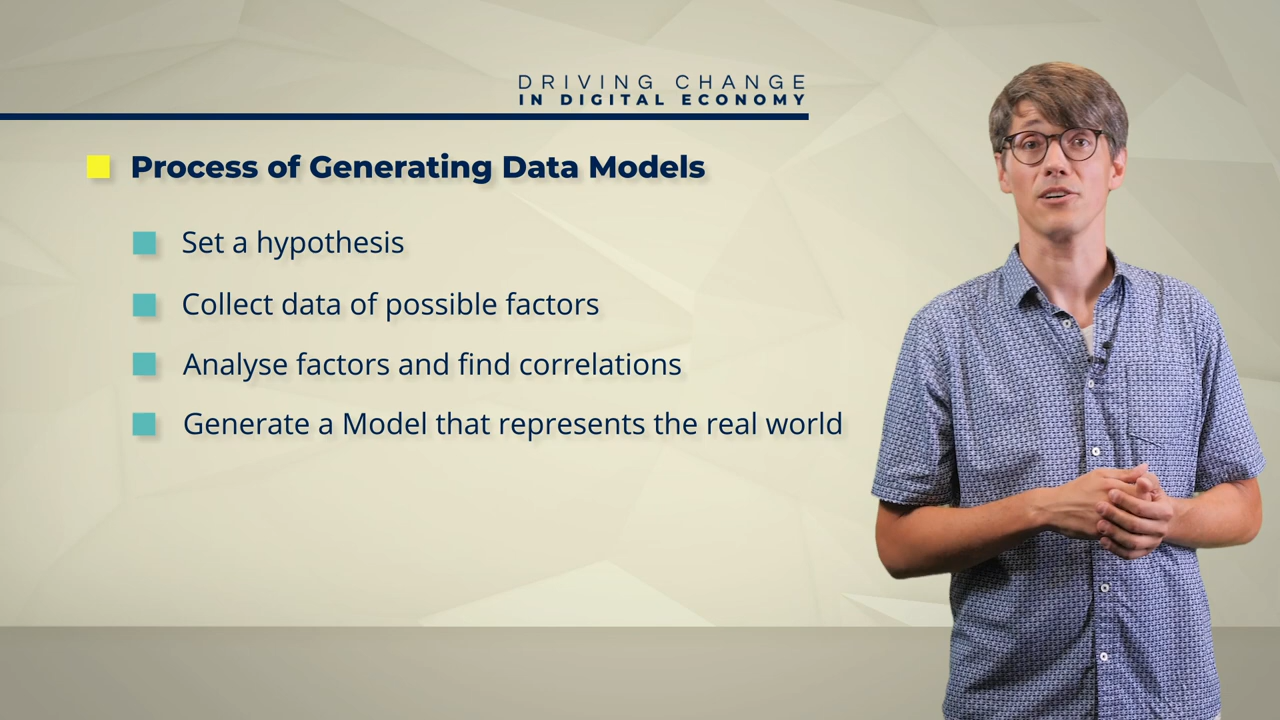 DRIVING CHANGE
IN DIGITAL ECONOMY
Process of Generating Data Models
Set a hypothesis
Collect data of possible factors
Analyse factors and find correlations
Generate a Model that represents the real world